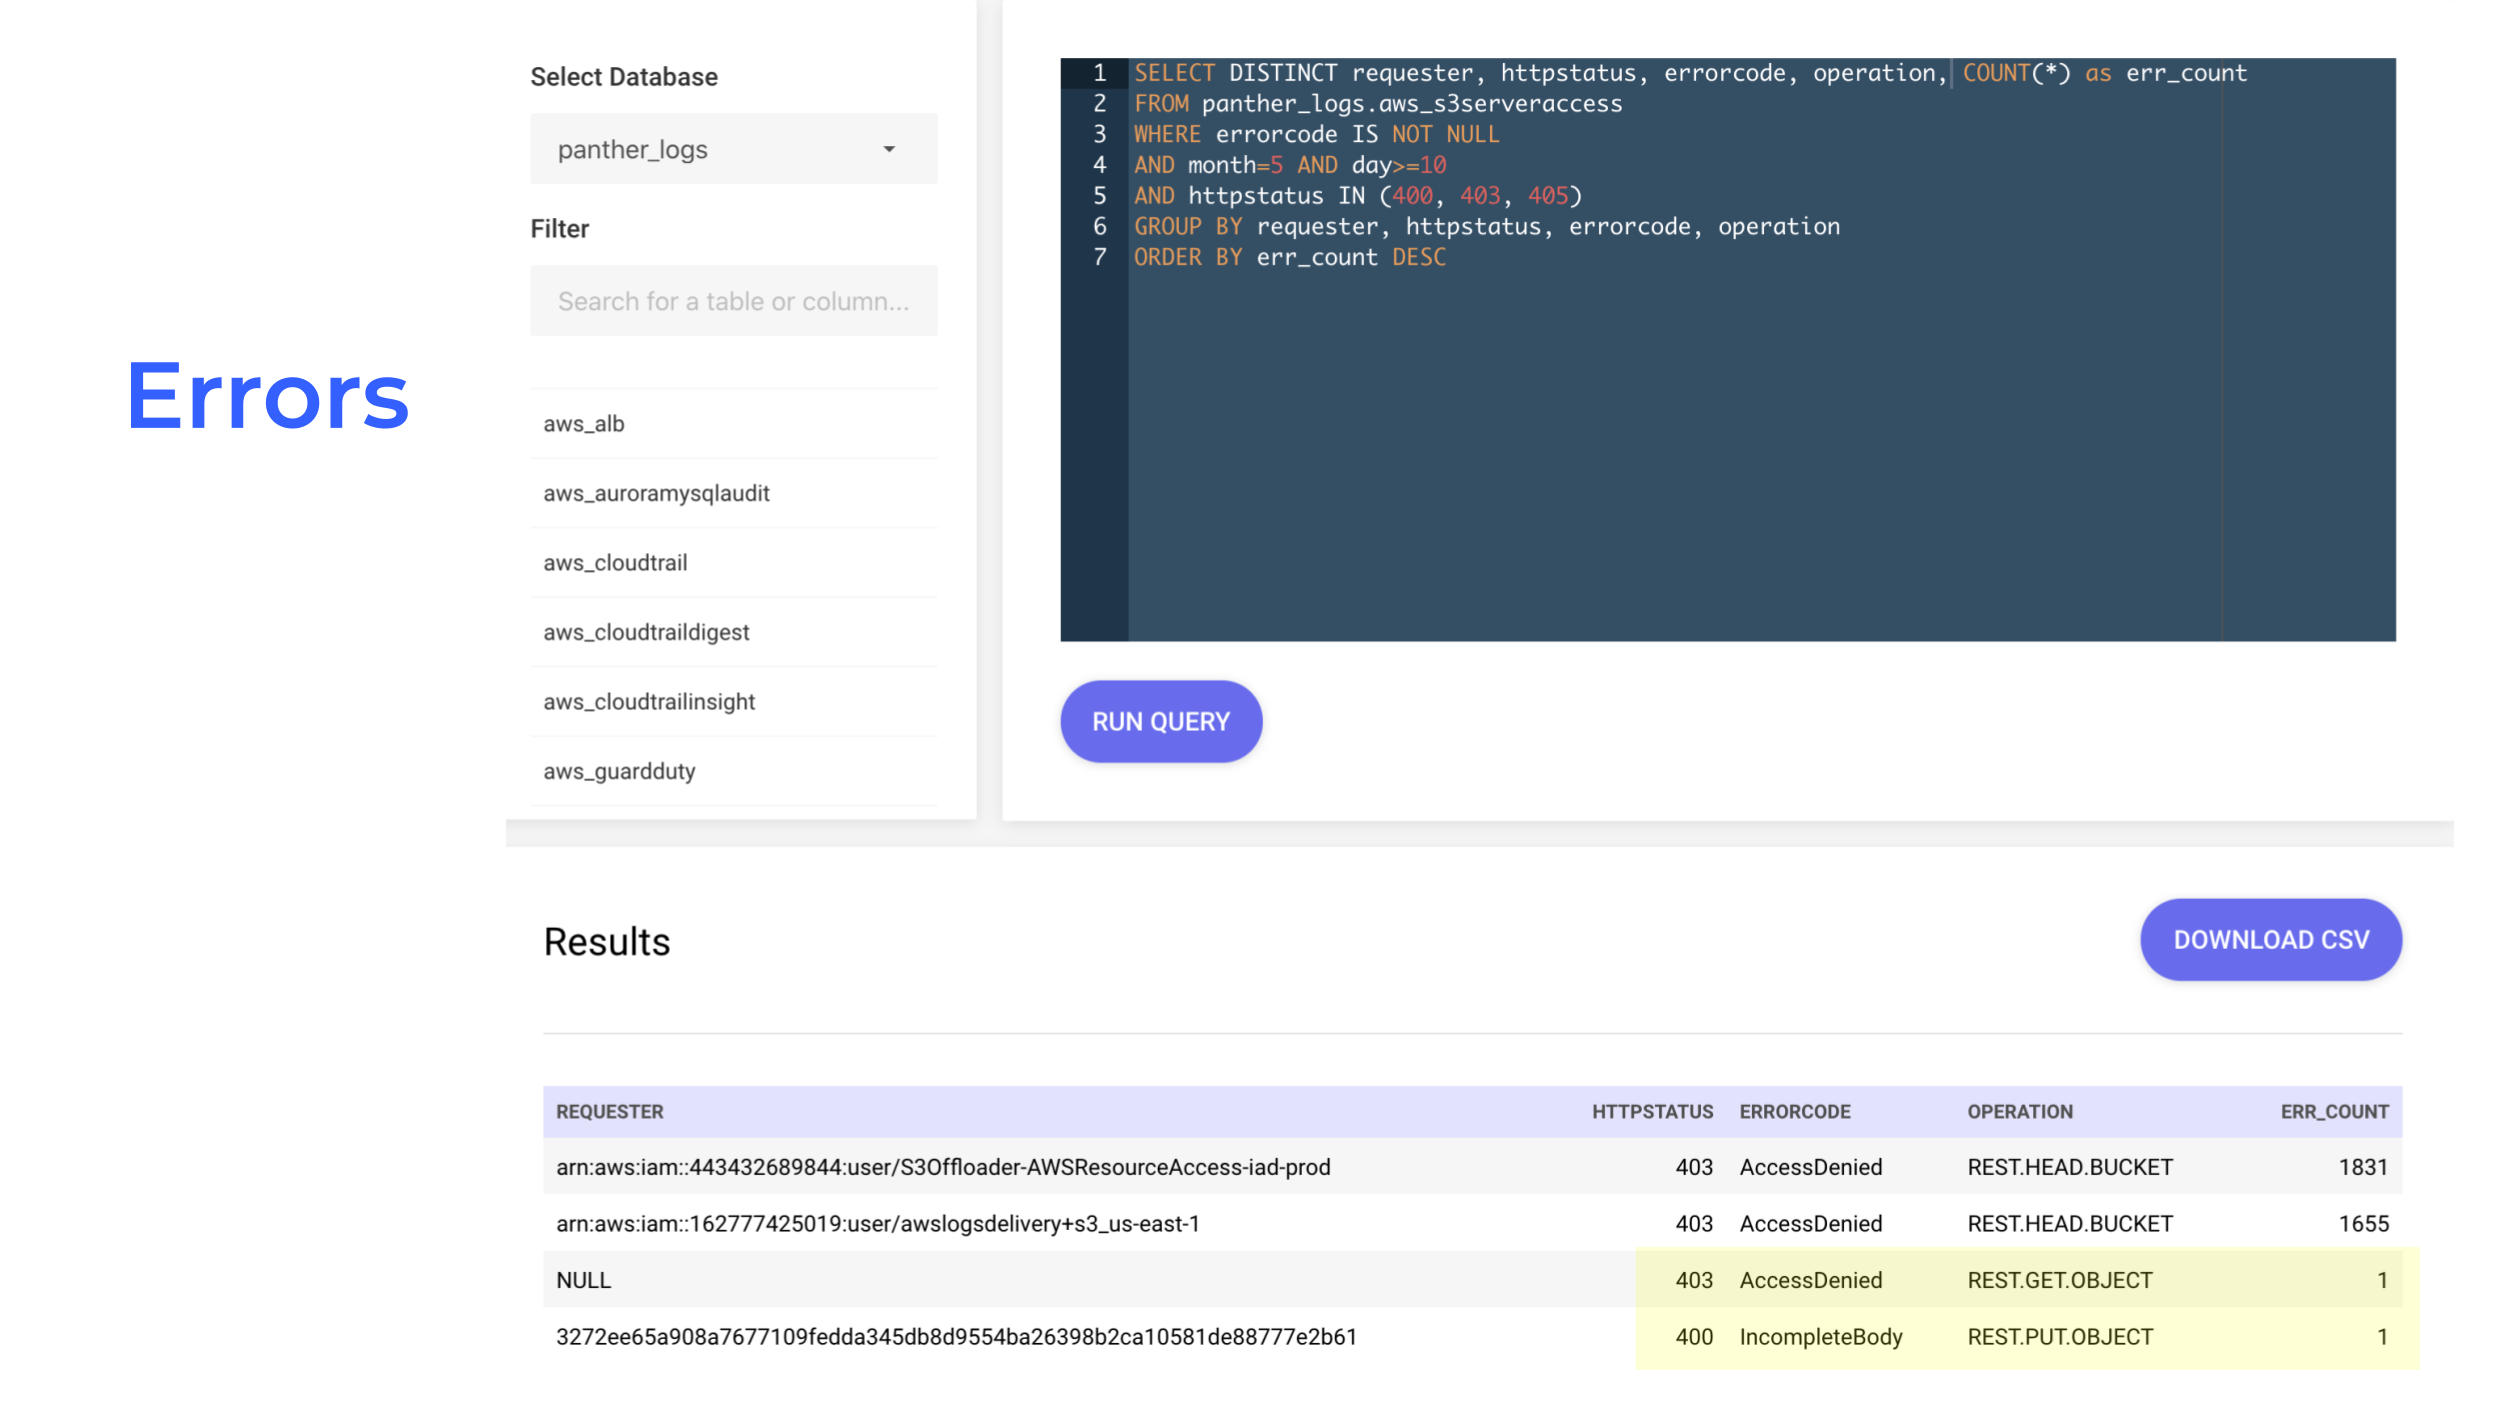 Errors
Select Database
panther_logs
Filter
Search for a table or column...
aws_alb
aws_auroramysqlaudit
aws_cloudtrail
aws_cloudtraildigest
aws_cloudtrailinsight
aws_guardduty
1 SELECT DISTINCT requester, httpstatus, errorcode, operation, COUNT(*) as err_count
2 FROM panther_logs.aws_s3serveraccess
3 WHERE errorcode IS NOT NULL
4 AND month=5 AND day>=10
5 AND httpstatus IN (400, 403, 405)
6 GROUP BY requester, httpstatus, errorcode, operation
7 ORDER BY err_count DESC
RUN QUERY
Results
DOWNLOAD CSV
REQUESTER HTTPSTATUS ERRORCODE OPERATION ERR_COUNT
arn:aws:iam::443432689844:user/S3Offloader-AWSResourceAccess-iad-prod 403 AccessDenied REST.HEAD.BUCKET 1831
arn:aws:iam::162777425019:user/awslogsdelivery+s3_us-east-1 403 AccessDenied REST.HEAD.BUCKET 1655
NULL 403 AccessDenied REST.GET.OBJECT 1
3272ee65a908a7677109fedda345db8d9554ba26398b2ca10581de88777e2b61 400 IncompleteBody REST.PUT.OBJECT 1